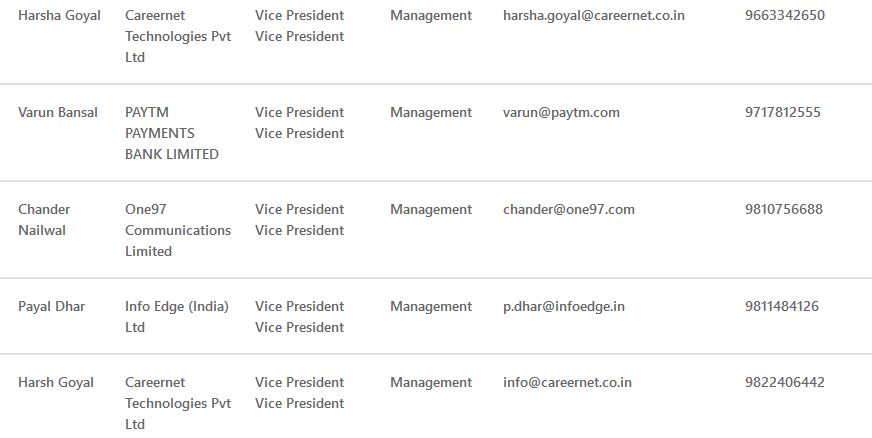 Harsha Goyal Careernet Vice President Management harsha.goyal@careernet.co.in 9663342650
Technologies Pvt Vice President
Ltd
Varun Bansal PAYTM Vice President Management varun@paytm.com 9717812555
PAYMENTS Vice President
BANK LIMITED
Chander One97 Vice President Management chander@one97.com 9810756688
Nailwal Communications Vice President
Limited
Payal Dhar Info Edge (India) Vice President Management p.dhar@infoedge.in 9811484126
Ltd Vice President
Harsh Goyal Careernet Vice President Management info@careernet.co.in 9822406442
Technologies Pvt Vice President
Ltd